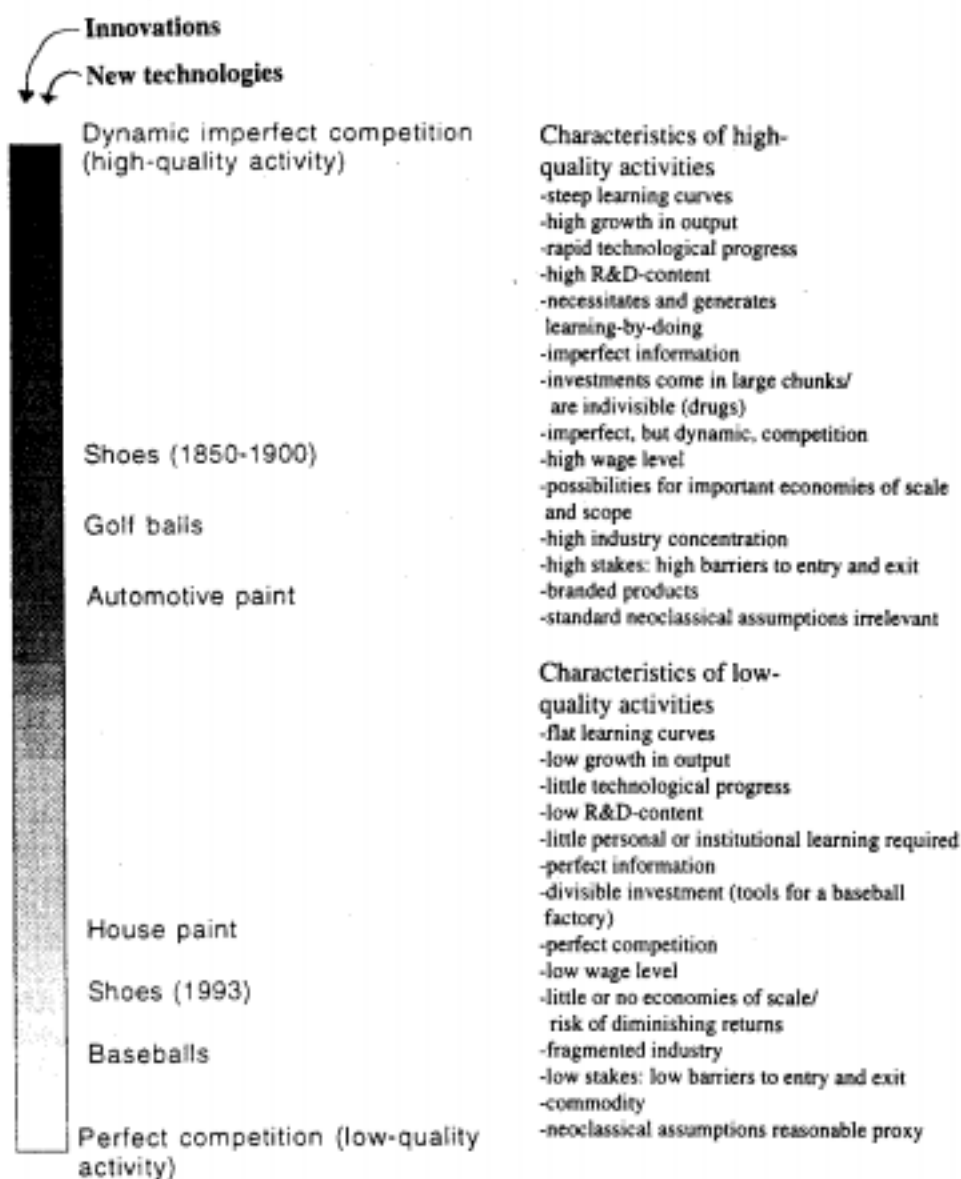 Innovations
New technologies
Dynamic imperfect competition
(high-quality activity)
Shoes (1850-1900)
Golf balls
Automotive paint
House paint
Shoes (1993)
Baseballs
Perfect competition (low-quality
activity)
Characteristics of high-
quality activities
-steep learning curves
-high growth in output
-rapid technological progress
-high R&D-content
-necessitates and generates
learning-by-doing
-imperfect information
-investments come in large chunks/
are indivisible (drugs)
-imperfect, but dynamic, competition
-high wage level
-possibilities for important economies of scale
and scope
-high industry concentration
-high stakes: high barriers to entry and exit
-branded products
-standard neoclassical assumptions irrelevant
Characteristics of low-
quality activities
-flat learning curves
-low growth in output
-little technological progress
-low R&D-content
-little personal or institutional learning required
-perfect information
-divisible investment (tools for a baseball
factory)
-perfect competition
-low wage level
-little or no economies of scale/
risk of diminishing returns
-fragmented industry
-low stakes: low barriers to entry and exit
-commodity
-neoclassical assumptions reasonable proxy